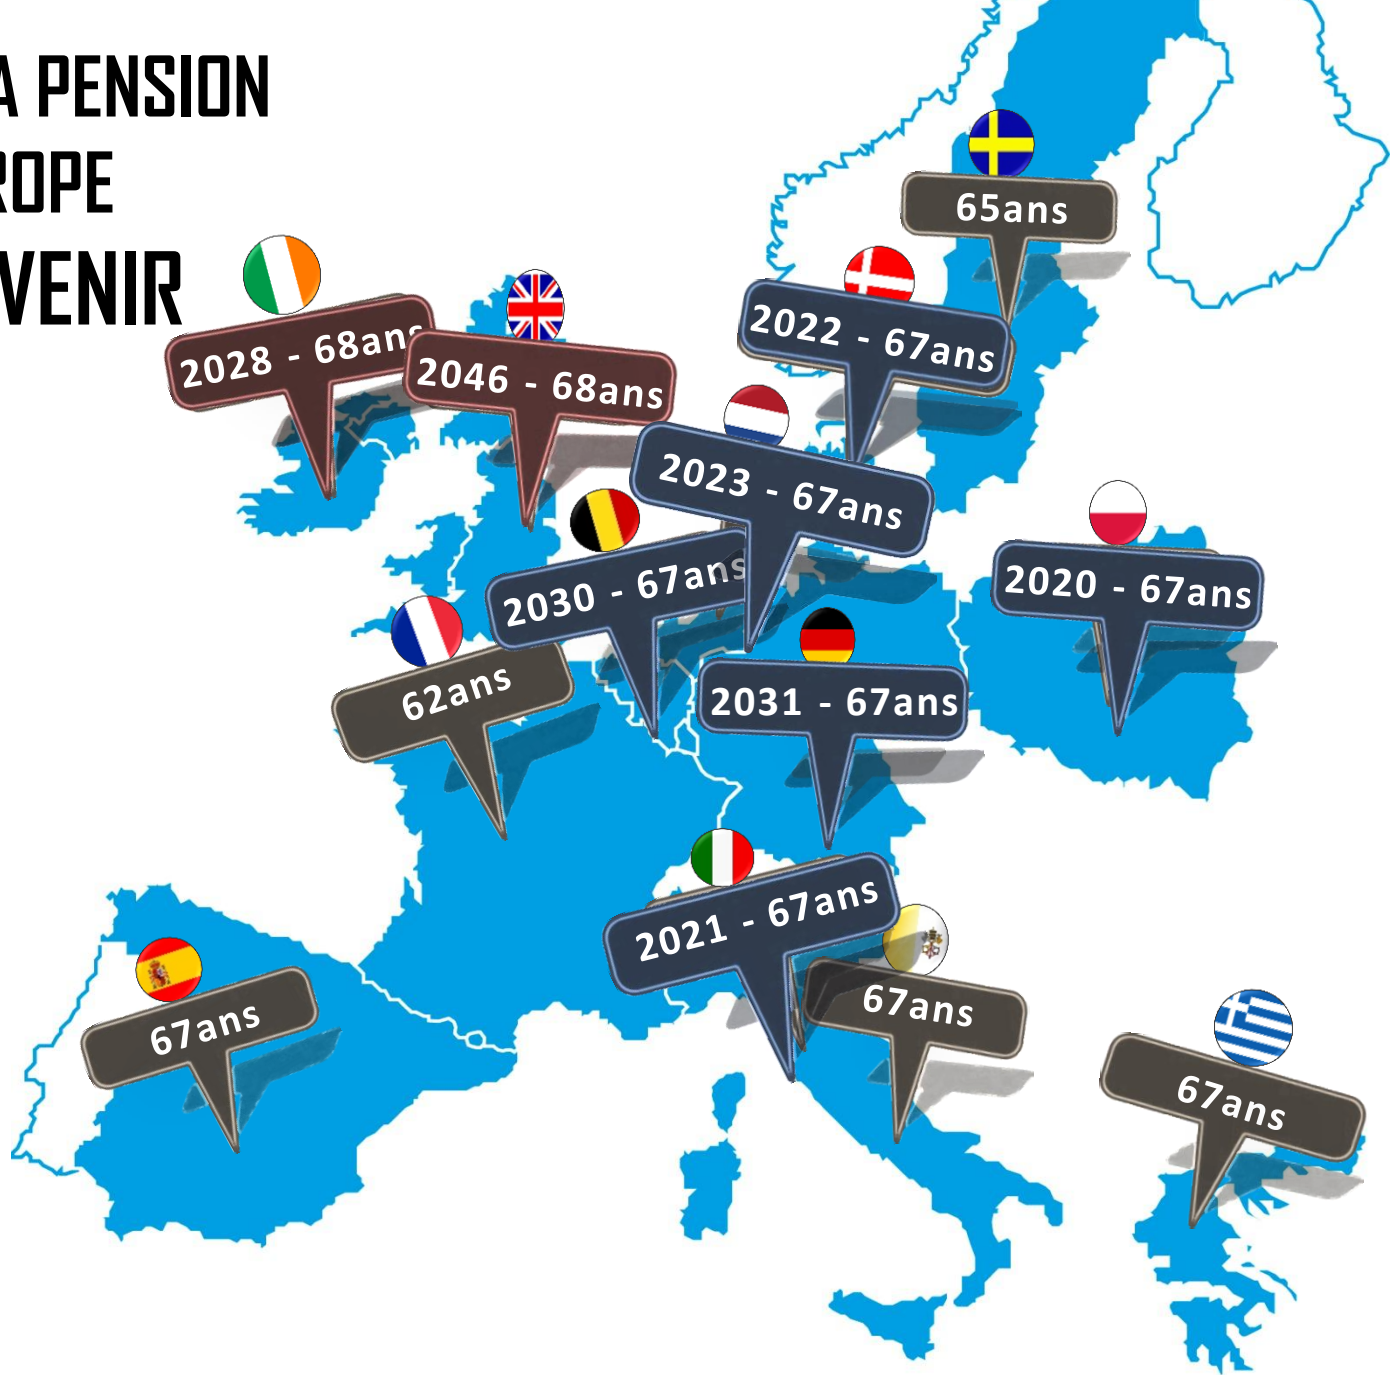 A PENSION
ROPE
VENIR
65ans
2022 - 67ans
2028 - 68ans
2046 - 68ans
2023 - 67ans
2030 - 67ans
2020 - 67ans
62ans
2031 - 67ans
2021 - 67ans
67ans
67ans
67ans